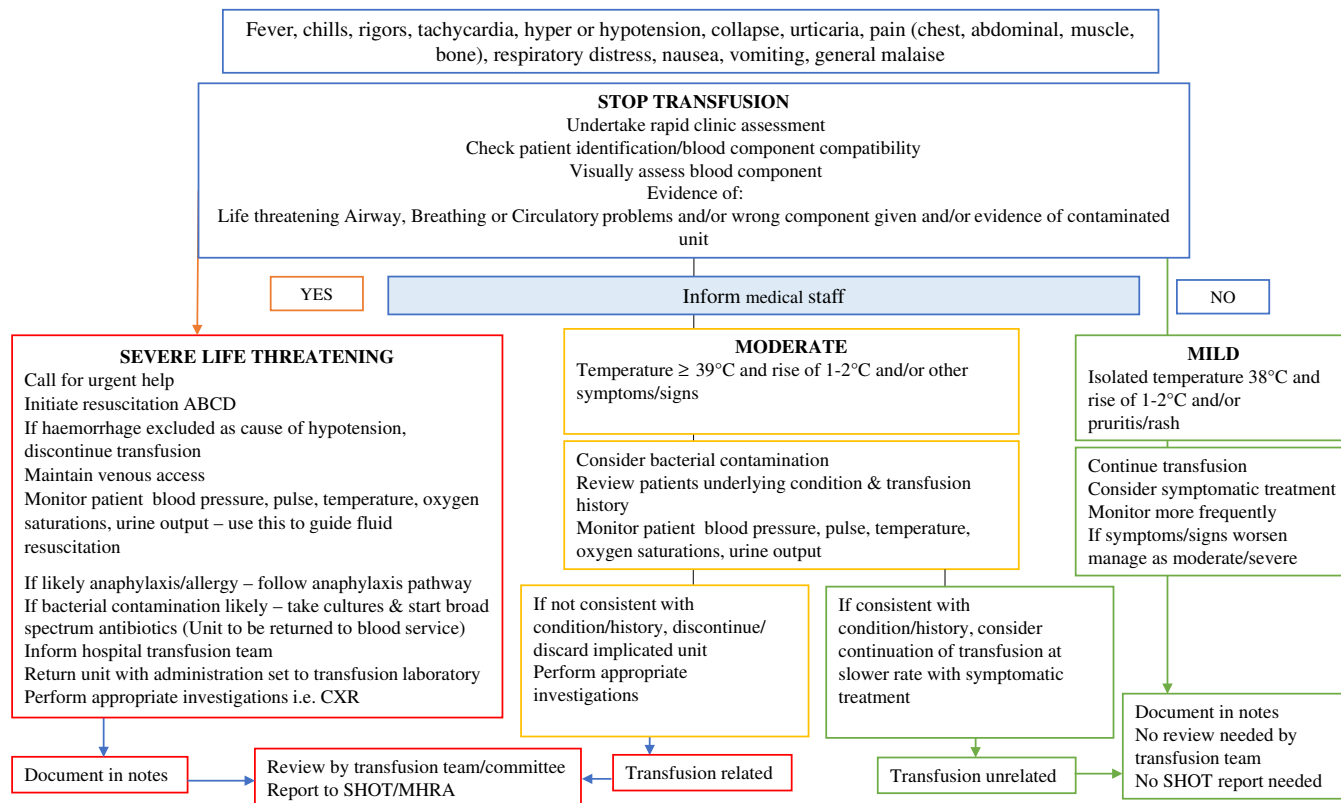 Fever, chills, rigors, tachycardia, hyper or hypotension, collapse, urticaria, pain (chest, abdominal, muscle,
bone), respiratory distress, nausea, vomiting, general malaise
STOP TRANSFUSION
Undertake rapid clinic assessment
Check patient identification/blood component compatibility
Visually assess blood component
Evidence of:
Life threatening Airway, Breathing or Circulatory problems and/or wrong component given and/or evidence of contaminated
unit
YES
Inform medical staff
NO
SEVERE LIFE THREATENING
Call for urgent help
Initiate resuscitation ABCD
If haemorrhage excluded as cause of hypotension,
discontinue transfusion
Maintain venous access
Monitor patient blood pressure, pulse, temperature, oxygen
saturations, urine output – use this to guide fluid
resuscitation
If likely anaphylaxis/allergy – follow anaphylaxis pathway
If bacterial contamination likely – take cultures & start broad
spectrum antibiotics (Unit to be returned to blood service)
Inform hospital transfusion team
Return unit with administration set to transfusion laboratory
Perform appropriate investigations i.e. CXR
MODERATE
Temperature ≥ 39°C and rise of 1-2°C and/or other
symptoms/signs
Consider bacterial contamination
Review patients underlying condition & transfusion
history
Monitor patient blood pressure, pulse, temperature,
oxygen saturations, urine output
If not consistent with
condition/history, discontinue/
discard implicated unit
Perform appropriate
investigations
If consistent with
condition/history, consider
continuation of transfusion at
slower rate with symptomatic
treatment
MILD
Isolated temperature 38°C and
rise of 1-2°C and/or
pruritis/rash
Continue transfusion
Consider symptomatic treatment
Monitor more frequently
If symptoms/signs worsen
manage as moderate/severe
Document in notes
Review by transfusion team/committee
Report to SHOT/MHRA
Transfusion related
Transfusion unrelated
Document in notes
No review needed by
transfusion team
No SHOT report needed